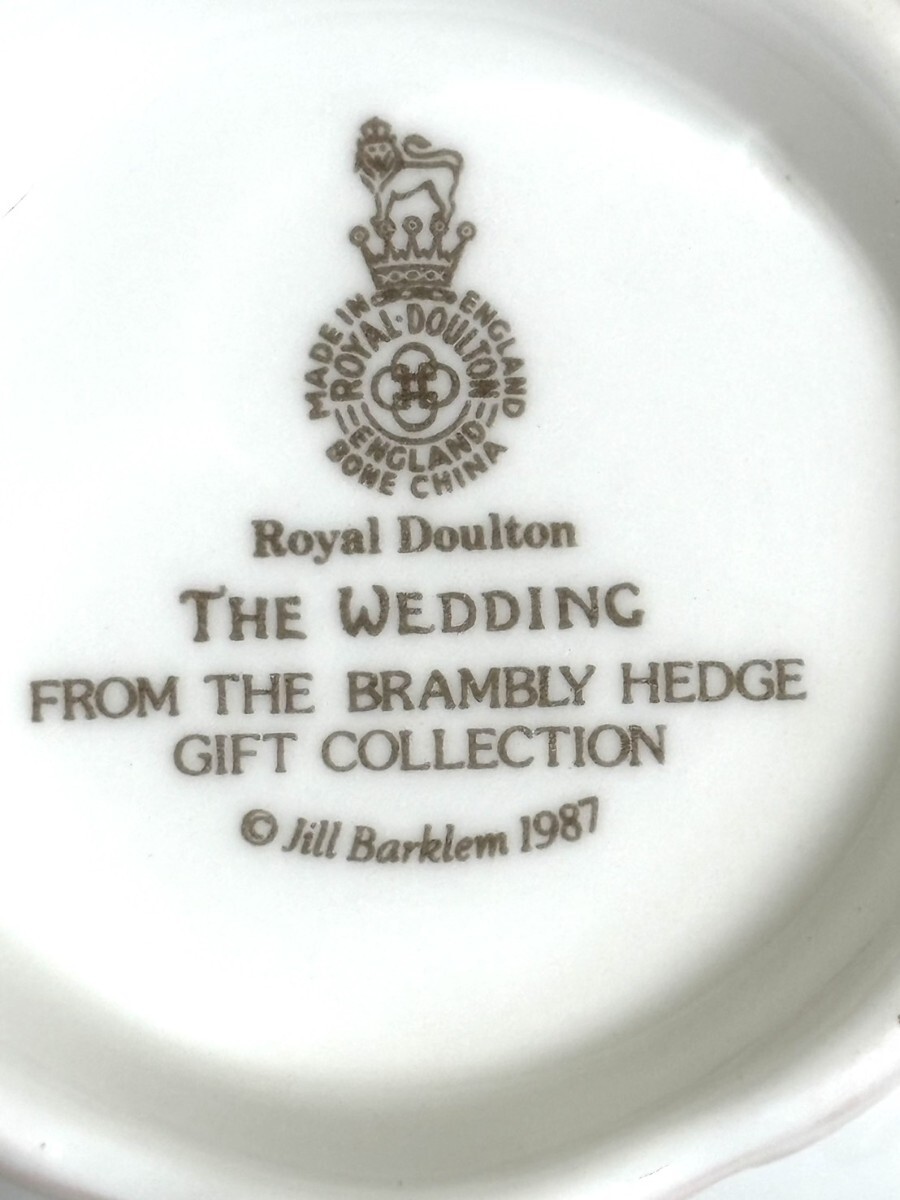 MADE IN ENGLAND
ROYAL·DOULTON
ENGLAND
BONE CHINA
Royal Doulton
THE WEDDING
FROM THE BRAMBLY HEDGE
GIFT COLLECTION
© Jill Barklem 1987